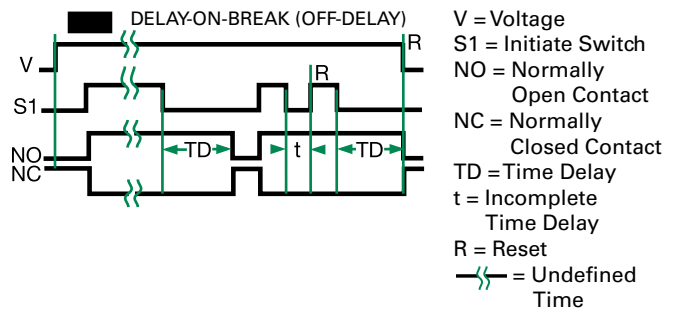 DELAY-ON-BREAK (OFF-DELAY)
R
V
R
S1
NO
TD
t
TD
NC
V = Voltage
S1 = Initiate Switch
NO = Normally
Open Contact
NC = Normally
Closed Contact
TD = Time Delay
t = Incomplete
Time Delay
R = Reset
= Undefined
Time